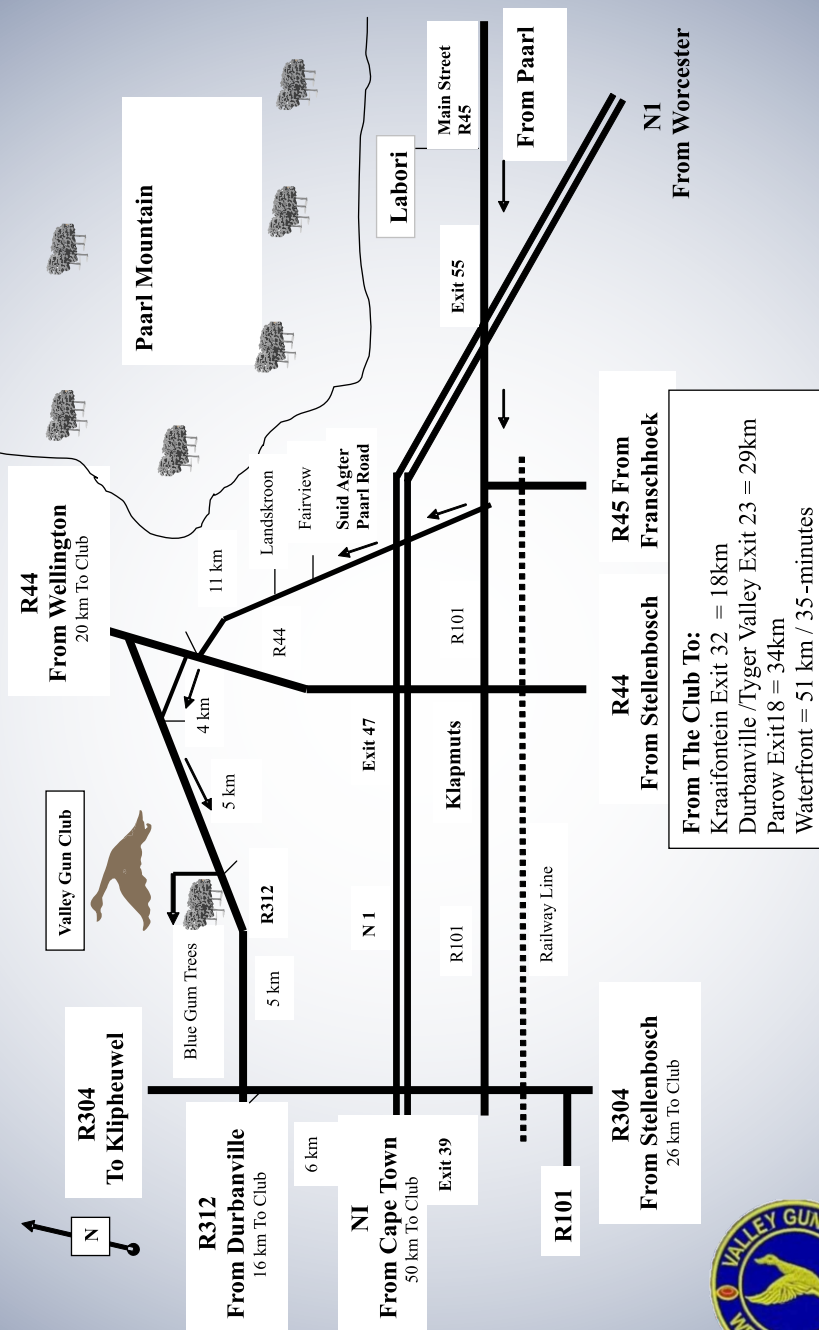 N
R304
To Klipheuwel
Valley Gun Club
R44
From Wellington
20 km To Club
Paarl Mountain
Blue Gum Trees
5 km
4 km
11 km
Landskroon
Fairview
Suid Agter
Paarl Road
Labori
Main Street
R45
R312
From Durbanville
16 km To Club
5 km
R312
R44
6 km
NI
From Cape Town
50 km To Club
Exit 39
N 1
Exit 47
Exit 55
R101
Klapmuts
R101
From Paarl
N1
From Worcester
Railway Line
R101
R304
From Stellenbosch
26 km To Club
R44
From Stellenbosch
R45 From
Franschhoek
From The Club To:
Kraaifontein Exit 32 = 18km
Durbanville /Tyger Valley Exit 23 = 29km
Parow Exit18 = 34km
Waterfront = 51 km / 35 -minutes
VALLEY GUN